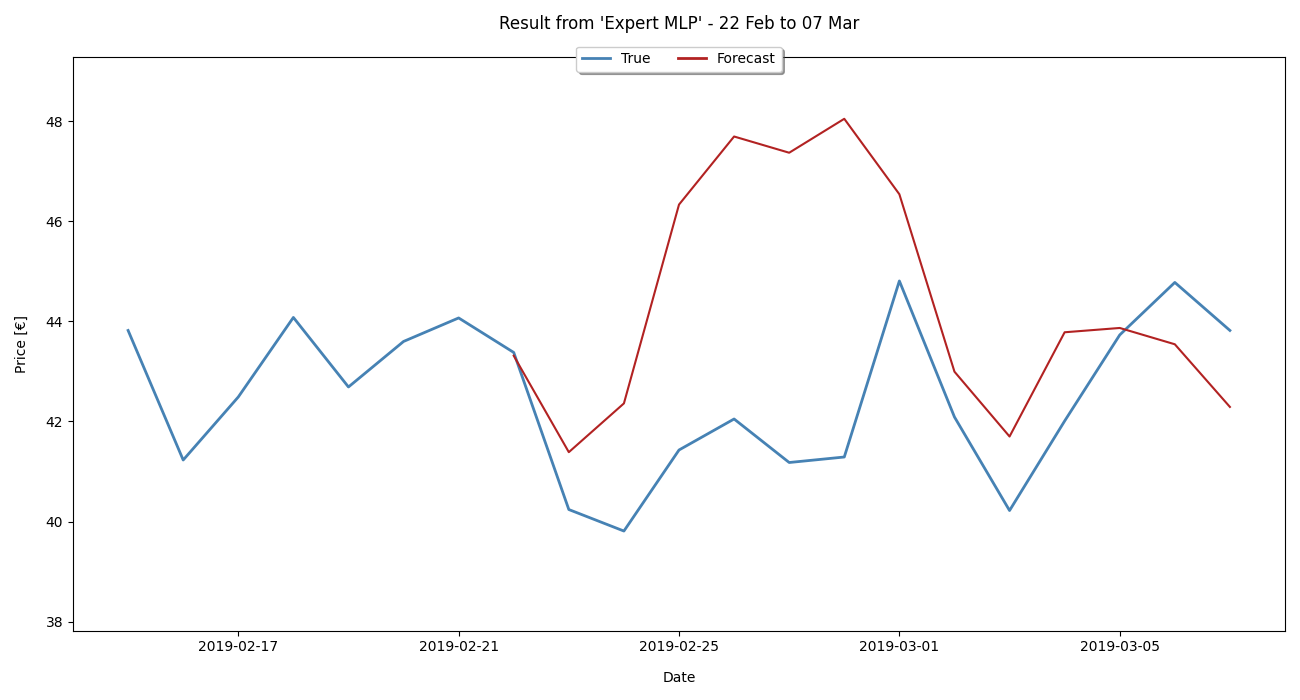 Result from 'Expert MLP' - 22 Feb to 07 Mar
True Forecast
48
46
44
42
40
38
Price [€]
2019-02-17 2019-02-21 2019-02-25 2019-03-01 2019-03-05
Date